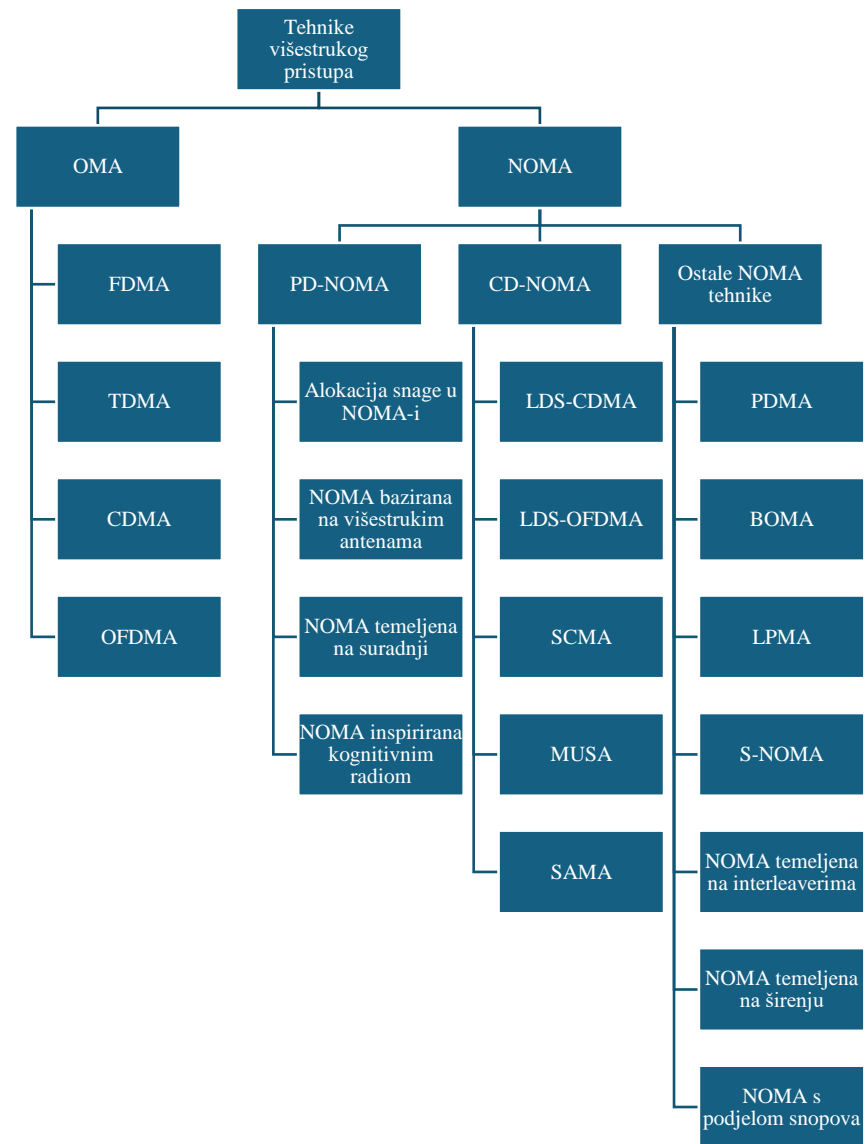 Tehnike
višestrukog
pristupa
OMA
FDMA
TDMA
CDMA
OFDMA
NOMA
PD-NOMA
Alokacija snage u
NOMA-i
NOMA bazirana
na višestrukim
antenama
NOMA temeljena
na suradnji
NOMA inspirirana
kognitivnim
radiom
CD-NOMA
LDS-CDMA
LDS-OFDMA
SCMA
MUSA
SAMA
Ostale NOMA
tehnike
PDMA
BOMA
LPMA
S-NOMA
NOMA temeljena
na interleaverima
NOMA temeljena
na širenju
NOMA s
podjelom snopova